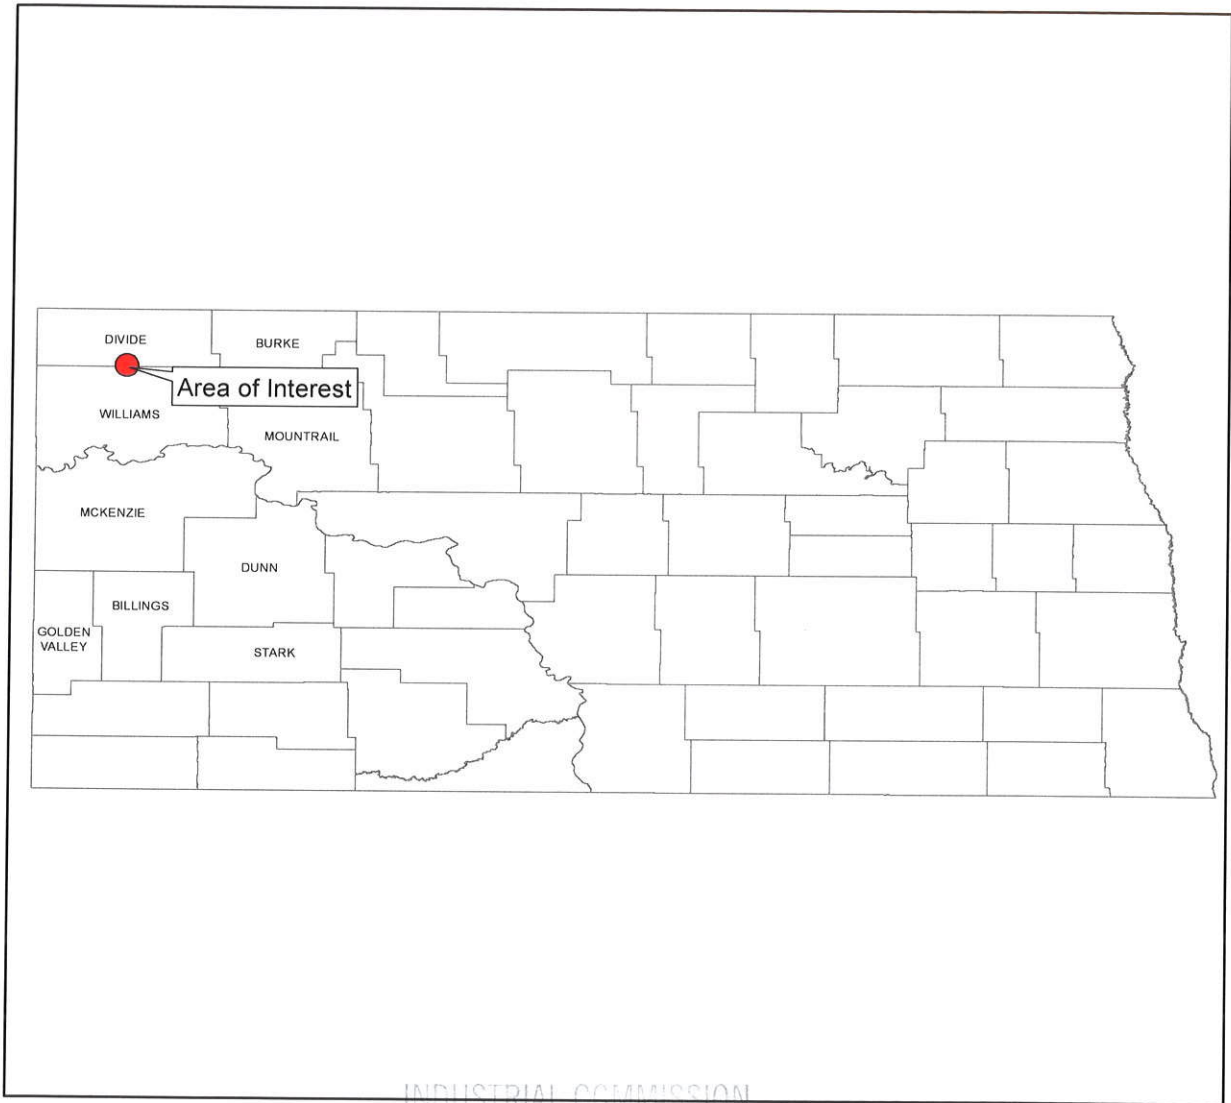 DIVIDE
BURKE
Area of Interest
WILLIAMS
MOUNTRAIL
MCKENZIE
DUNN
BILLINGS
GOLDEN
VALLEY
STARK
INDUSTRIAL COMMISSION